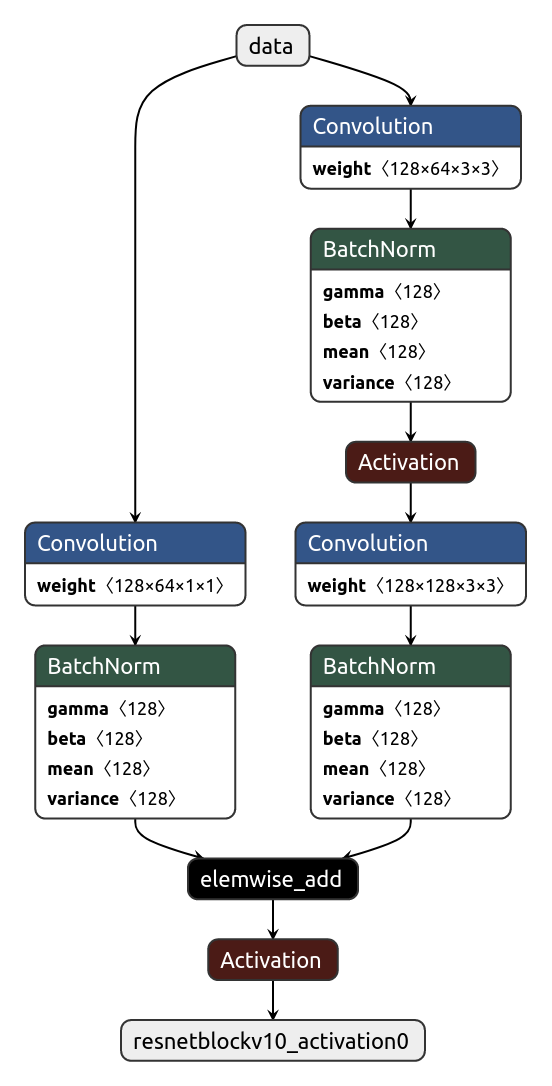 data
Convolution
weight〈128×64×3×3〉
BatchNorm
gamma〈128〉
beta〈128〉
mean〈128〉
variance〈128〉
Activation
Convolution
weight〈128×64×1×1〉
Convolution
weight〈128×128×3×3〉
BatchNorm
gamma〈128〉
beta〈128〉
mean〈128〉
variance〈128〉
BatchNorm
gamma〈128〉
beta〈128〉
mean〈128〉
variance〈128〉
elemwise_add
Activation
resnetblockv10_activation0